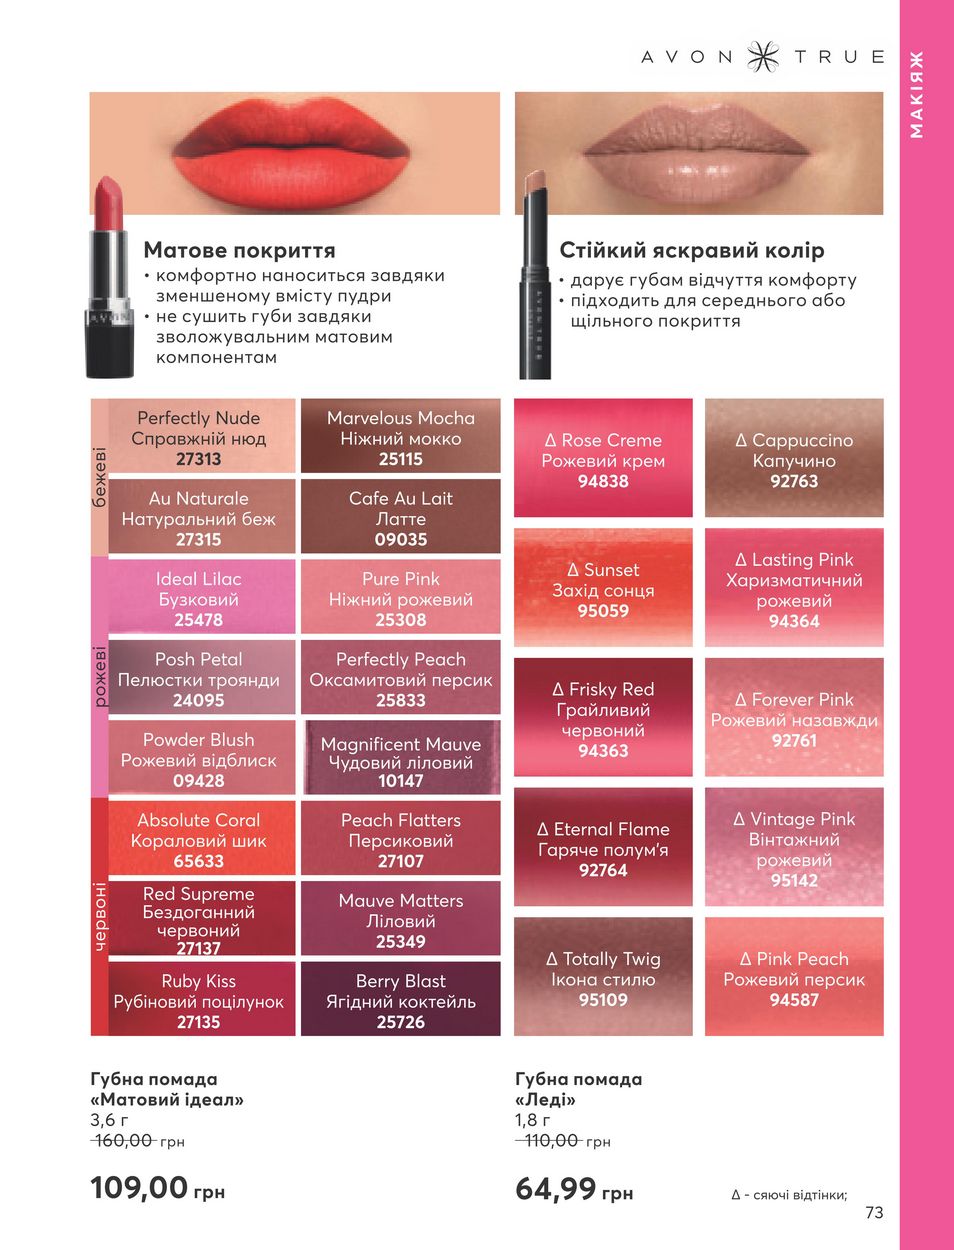 AVON TRUE
МАКІЯЖ
Матове покриття
• комфортно наноситься завдяки
зменшеному вмісту пудри
• не сушить губи завдяки
зволожувальним матовим
компонентам
Стійкий яскравий колір
• дарує губам відчуття комфорту
• підходить для середнього або
щільного покриття
бежеві
Perfectly Nude
Справжній нюд
27313
Marvelous Mocha
Ніжний мокко
25115
Au Naturale
Натуральний беж
27315
Cafe Au Lait
Латте
09035
рожеві
Ideal Lilac
Бузковий
25478
Pure Pink
Ніжний рожевий
25308
Posh Petal
Пелюстки троянди
24095
Perfectly Peach
Оксамитовий персик
25833
Powder Blush
Рожевий відблиск
09428
Magnificent Mauve
Чудовий ліловий
10147
червоні
Absolute Coral
Кораловий шик
65633
Peach Flatters
Персиковий
27107
Red Supreme
Бездоганний
червоний
27137
Mauve Matters
Ліловий
25349
Ruby Kiss
Рубіновий поцілунок
27135
Berry Blast
Ягідний коктейль
25726
Δ Rose Creme
Рожевий крем
94838
Δ Cappuccino
Капучино
92763
Δ Sunset
Захід сонця
95059
Δ Lasting Pink
Харизматичний
рожевий
94364
Δ Frisky Red
Грайливий
червоний
94363
Δ Forever Pink
Рожевий назавжди
92761
Δ Eternal Flame
Гаряче полум'я
92764
Δ Vintage Pink
Вінтажний
рожевий
95142
Δ Totally Twig
Ікона стилю
95109
Δ Pink Peach
Рожевий персик
94587
Губна помада
«Матовий ідеал»
3,6 г
160,00 грн
109,00 грн
Губна помада
«Леді»
1,8 г
110,00 грн
64,99 грн
Δ - сяючі відтінки;
73